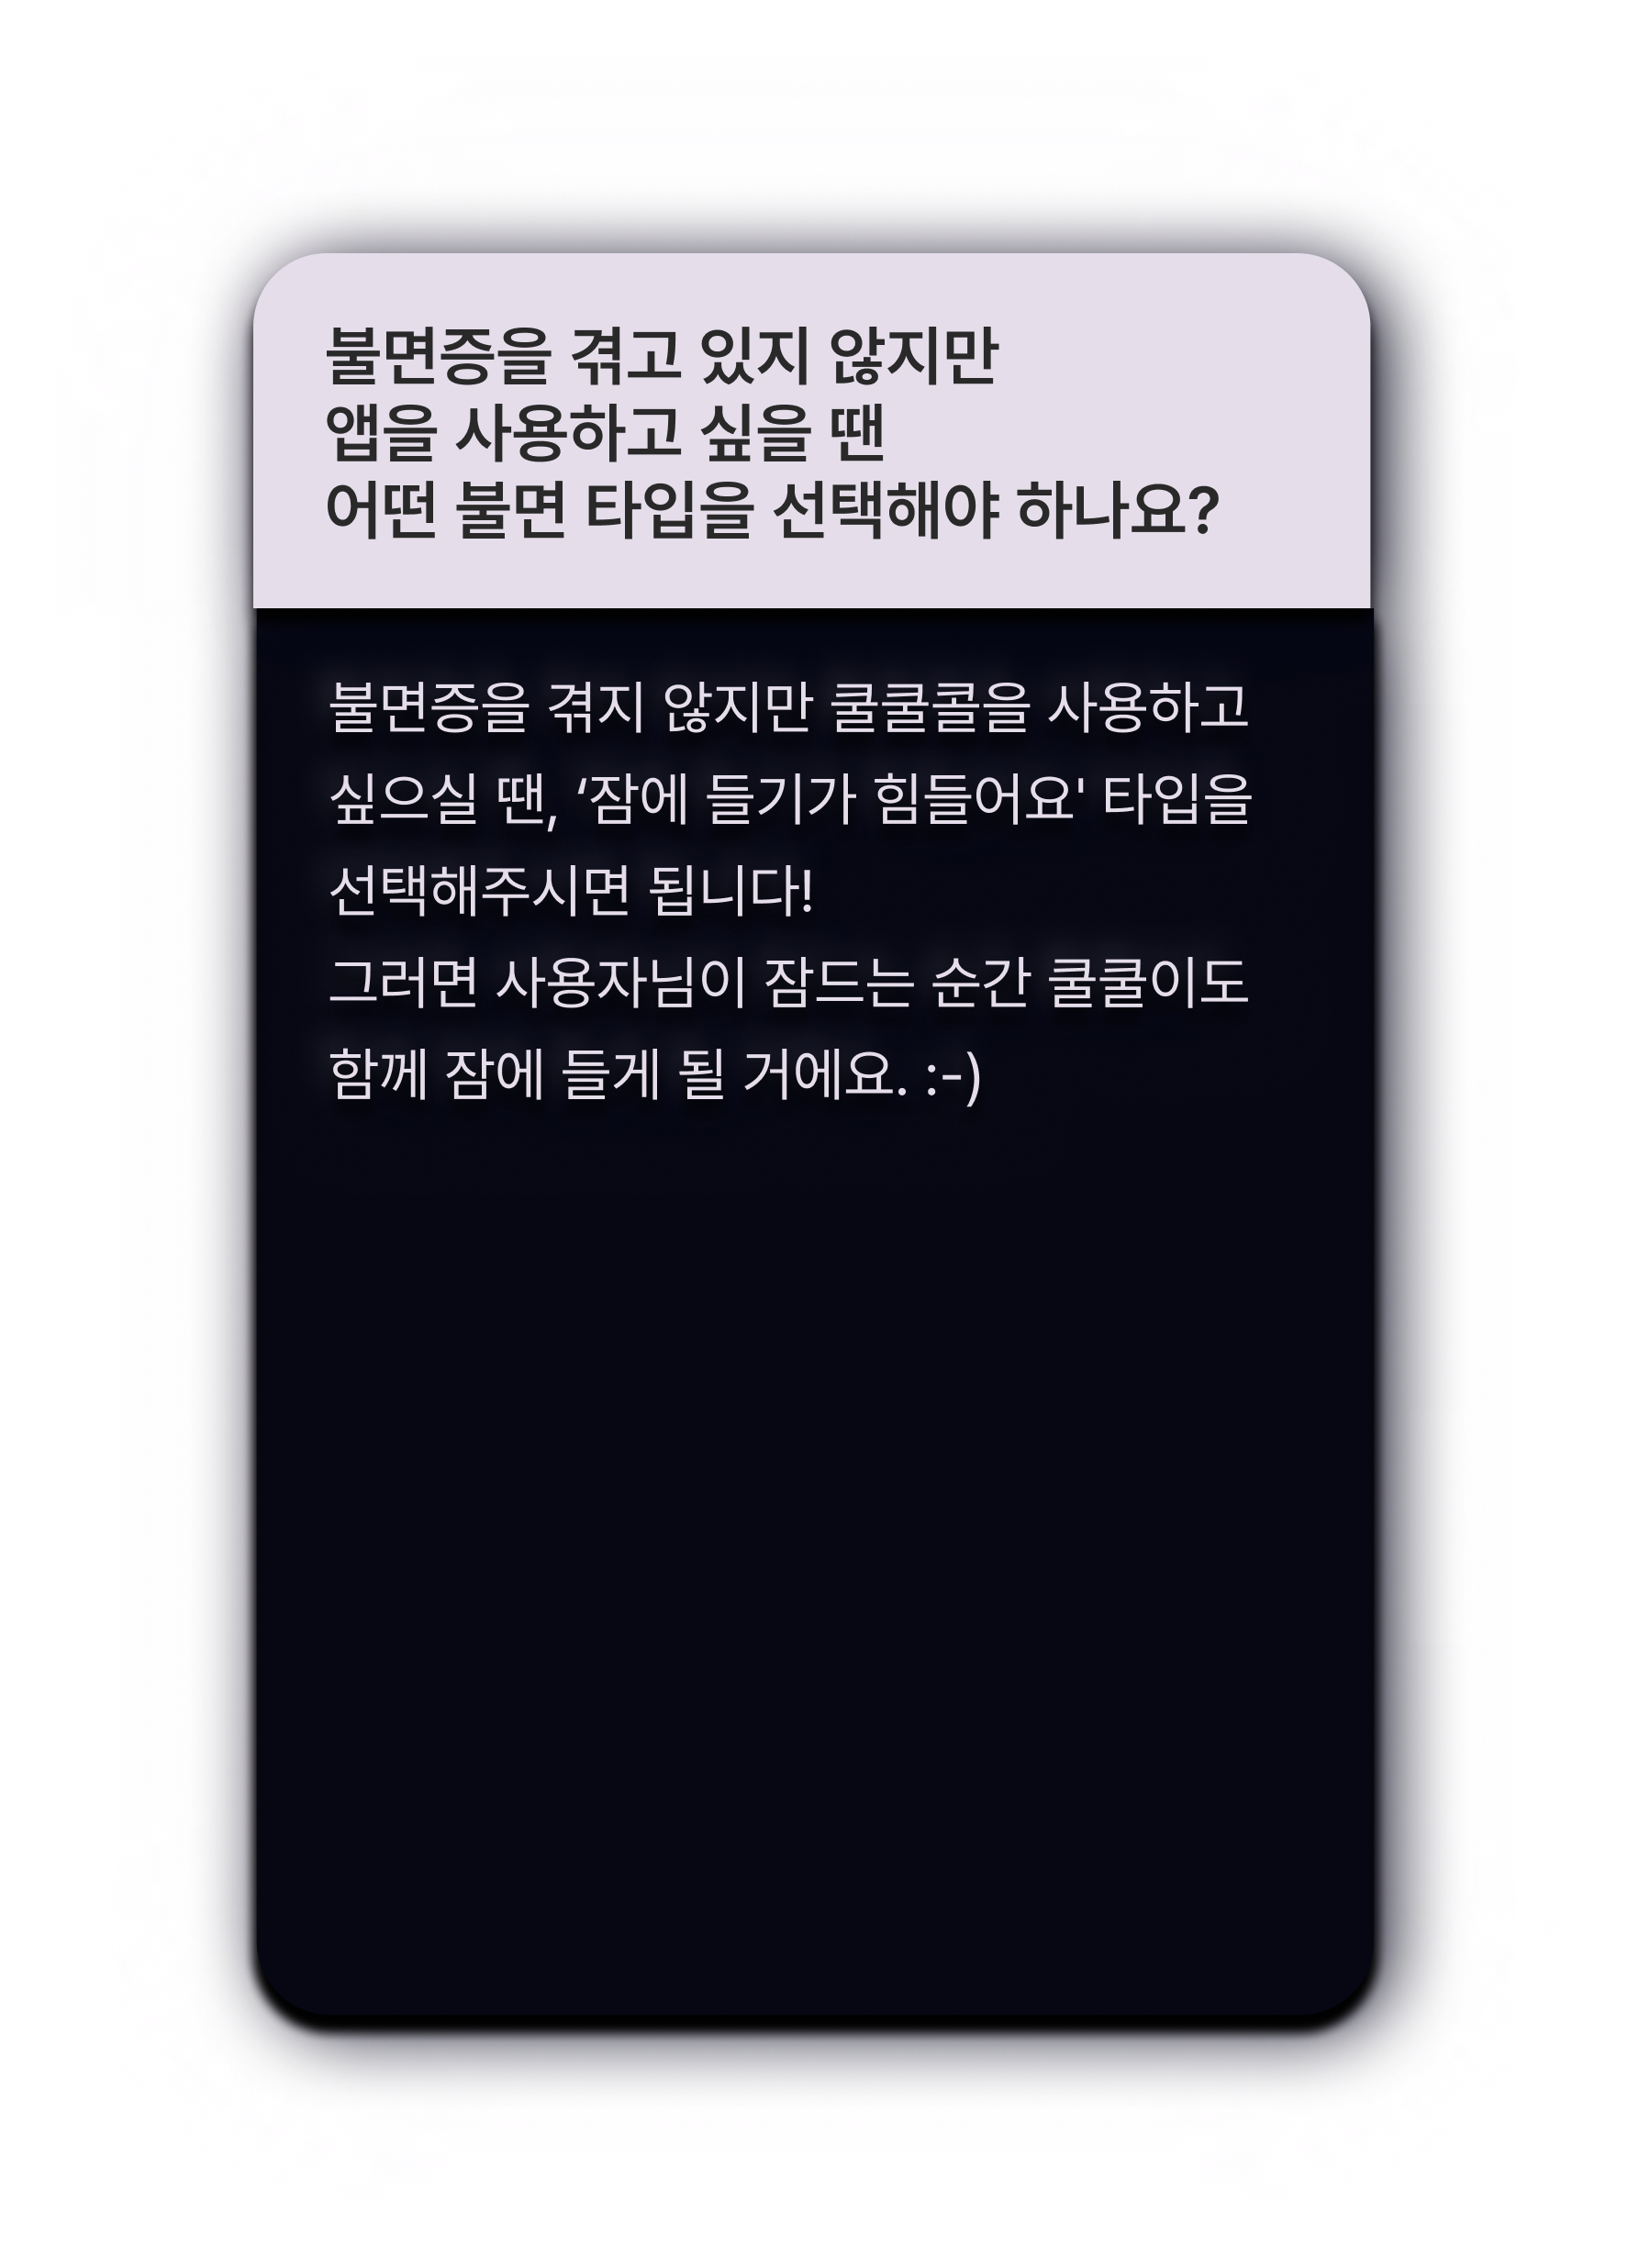 불면증을 겪고 있지 않지만
앱을 사용하고 싶을 땐
어떤 불면 타입을 선택해야 하나요?
불면증을 겪지 않지만 쿨쿨콜을 사용하고
싶으실 땐, ‘잠에 들기가 힘들어요' 타입을
선택해주시면 됩니다!
그러면 사용자님이 잠드는 순간 쿨쿨이도
함께 잠에 들게 될 거에요. :-)